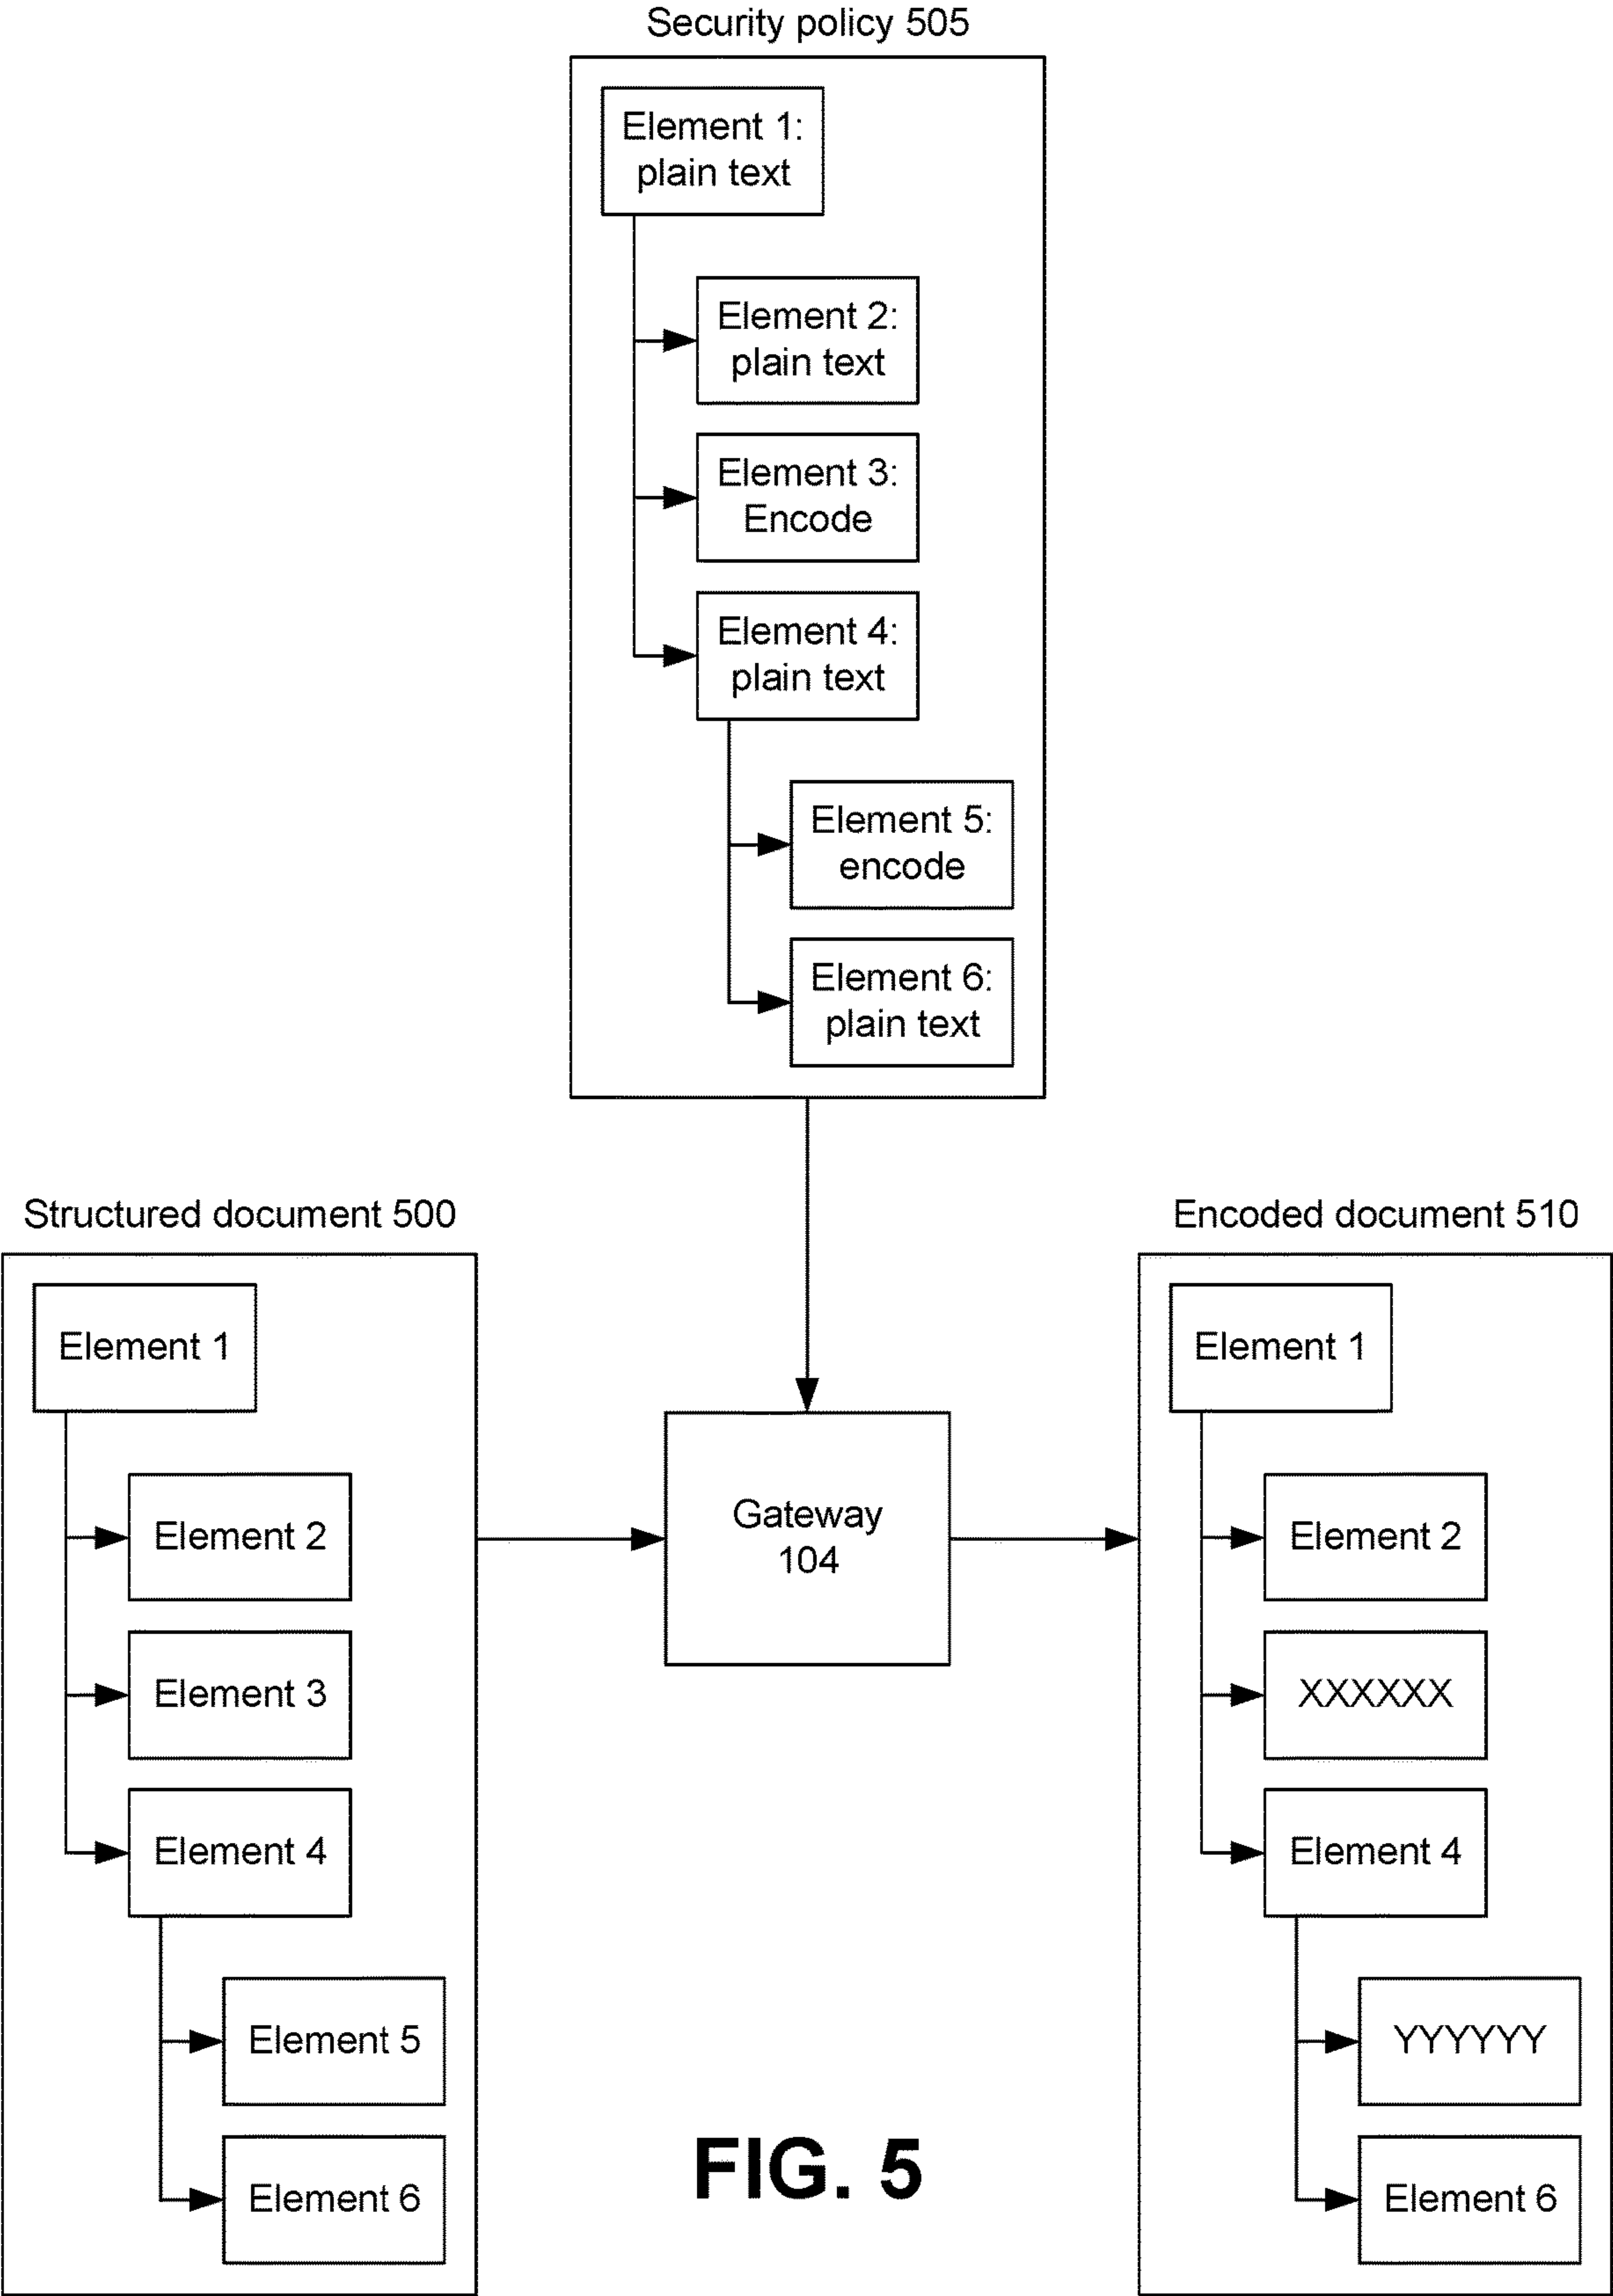 Security policy 505
Element 1:
plain text
Element 2:
plain text
Element 3:
Encode
Element 4:
plain text
Element 5:
encode
Element 6:
plain text
Structured document 500
Element 1
Element 2
Element 3
Element 4
Element 5
Element 6
Gateway
104
Encoded document 510
Element 1
Element 2
XXXXXX
Element 4
YYYYYY
Element 6
FIG. 5